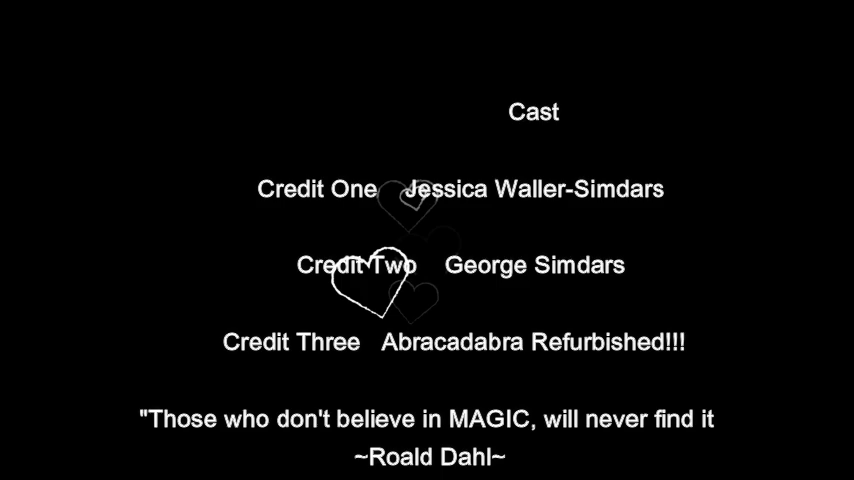 Cast
Credit One Jessica Waller-Simdars
Credit Two George Simdars
Credit Three Abracadabra Refurbished!!!
"Those who don't believe in MAGIC, will never find it
~Roald Dahl~